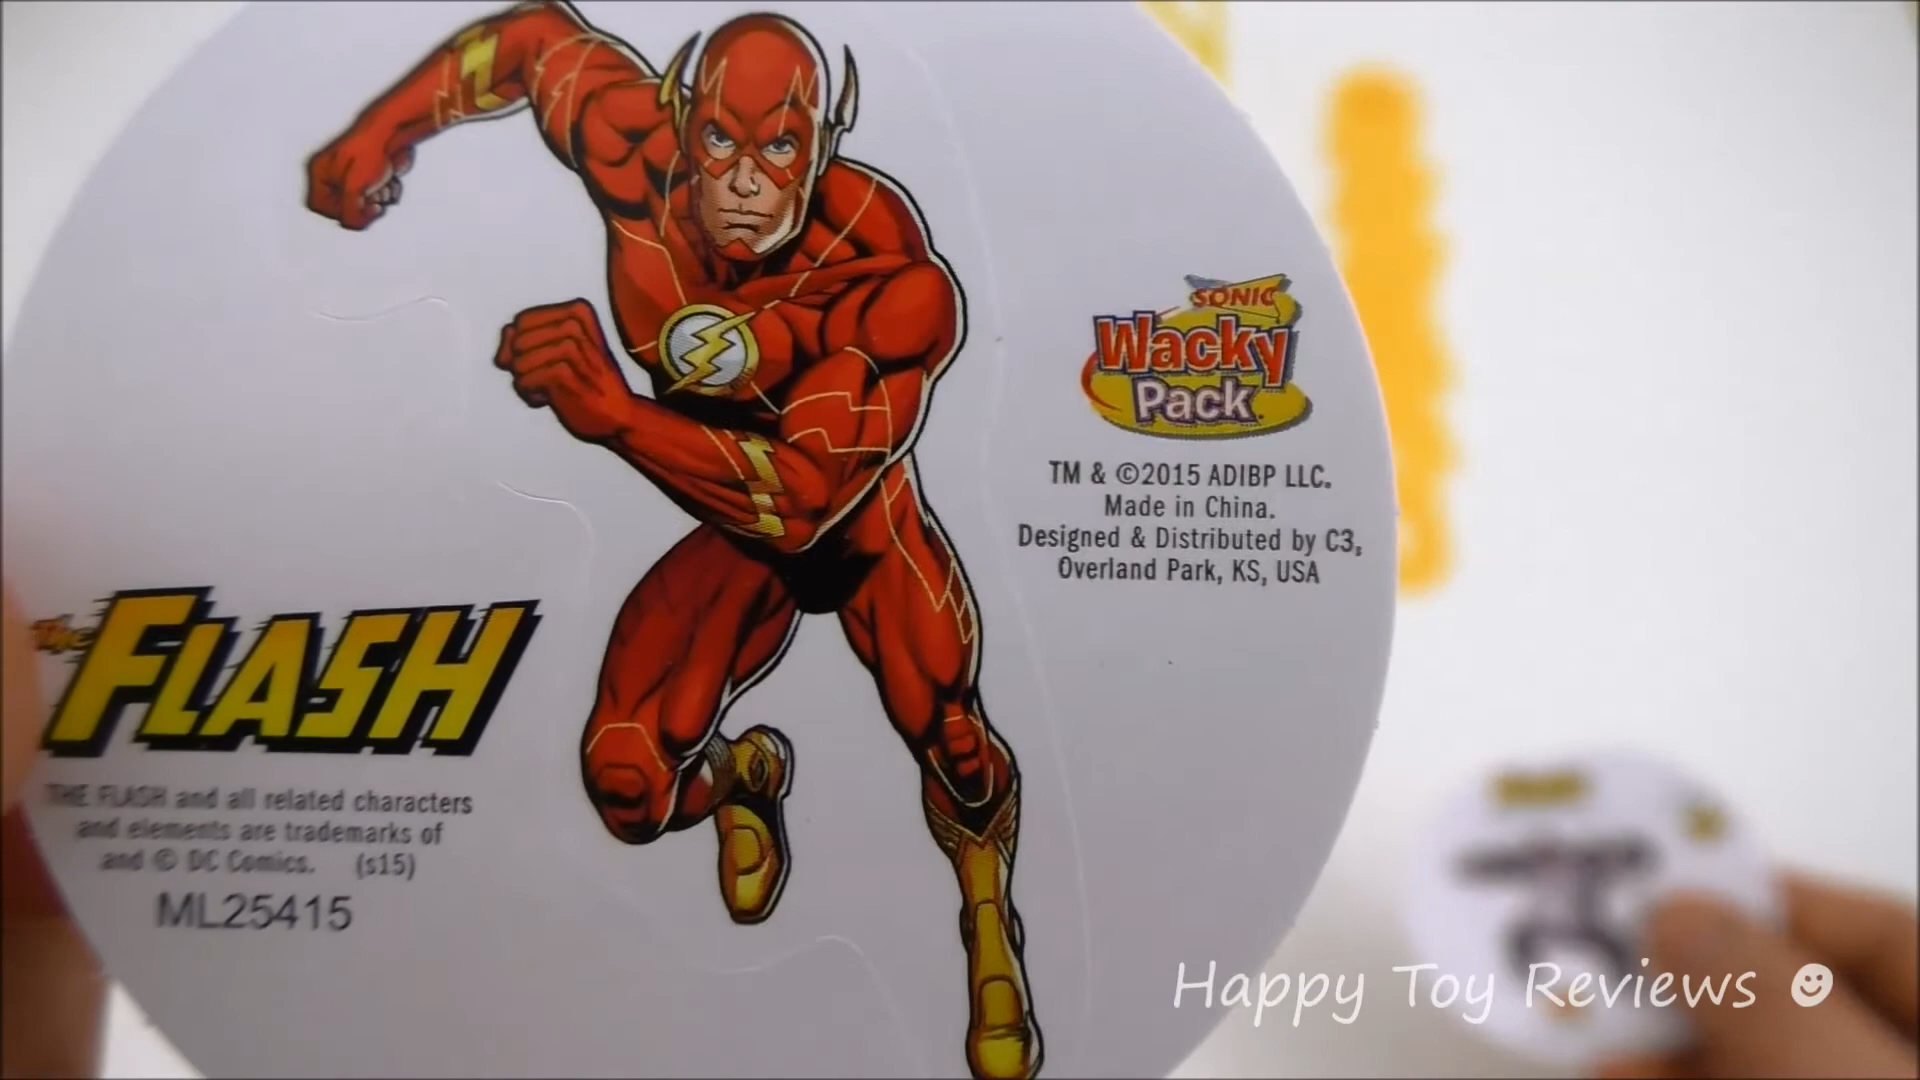 SONIC
Wacky
Pack
TM & ©2015 ADIBP LLC.
Made in China.
Designed & Distributed by C3,
Overland Park, KS, USA
The
FLASH
THE FLASH and all related characters
and elements are trademarks of
and © DC Comics. (s15)
ML25415
Happy Toy Reviews